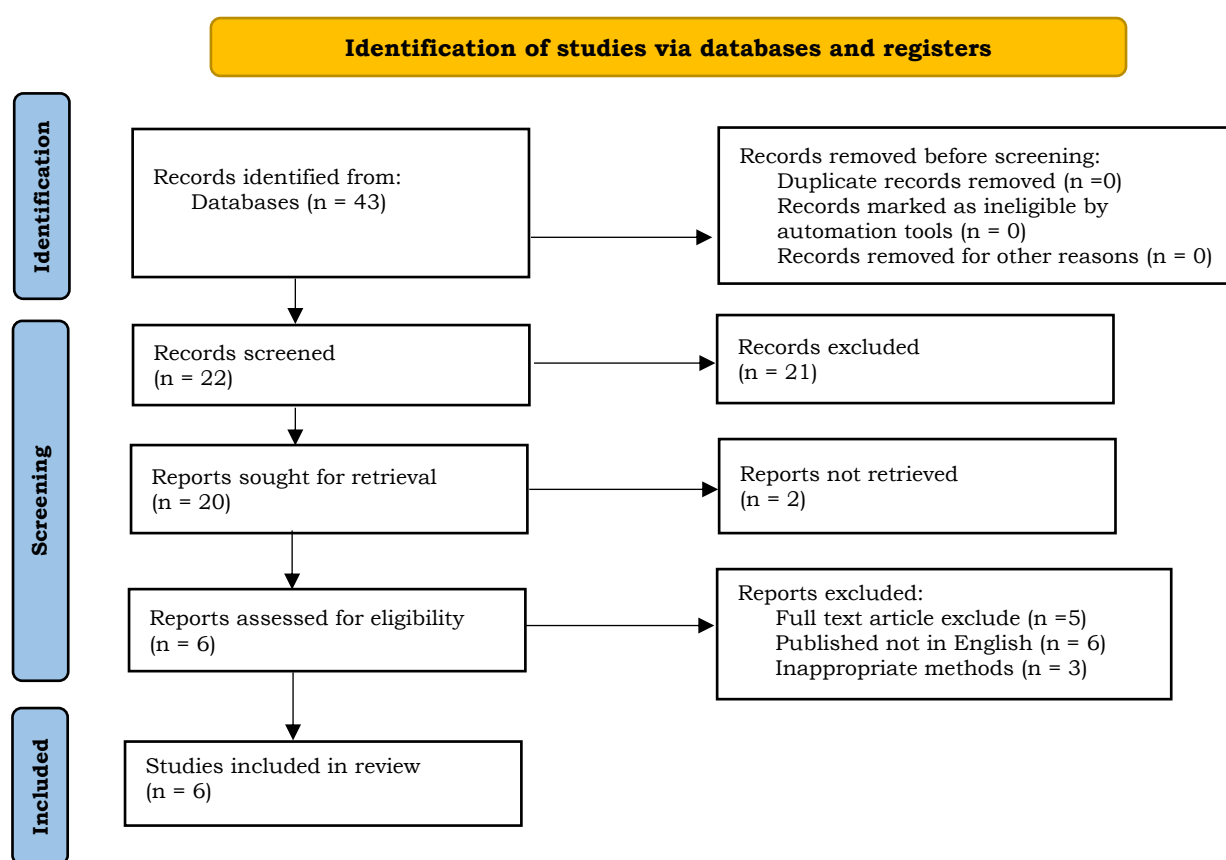 Identification of studies via databases and registers
Identification
Records identified from:
Databases (n = 43)
Records removed before screening:
Duplicate records removed (n =0)
Records marked as ineligible by
automation tools (n = 0)
Records removed for other reasons (n = 0)
Screening
Records screened
(n = 22)
Records excluded
(n = 21)
Reports sought for retrieval
(n = 20)
Reports not retrieved
(n = 2)
Reports assessed for eligibility
(n = 6)
Reports excluded:
Full text article exclude (n =5)
Published not in English (n = 6)
Inappropriate methods (n = 3)
Included
Studies included in review
(n = 6)